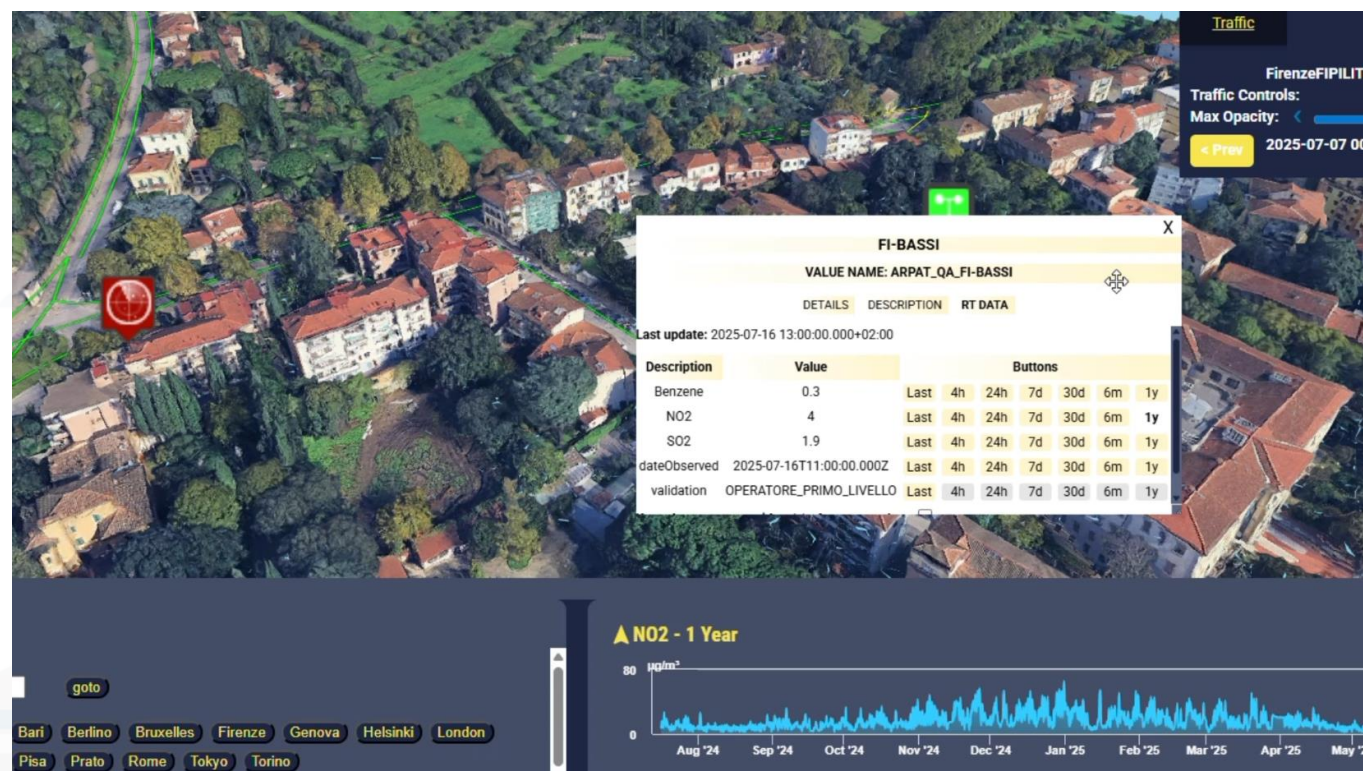 Traffic
FirenzeFIPILIT
Traffic Controls:
Max Opacity: <
< Prev 2025-07-07 00
X
FI-BASSI
VALUE NAME: ARPAT_QA_FI-BASSI
DETAILS DESCRIPTION RT DATA
Last update: 2025-07-16 13:00:00.000+02:00
Description Value Buttons
Benzene 0.3 Last 4h 24h 7d 30d 6m 1y
NO2 4 Last 4h 24h 7d 30d 6m 1y
SO2 1.9 Last 4h 24h 7d 30d 6m 1y
dateObserved 2025-07-16T11:00:00.000Z Last 4h 24h 7d 30d 6m 1y
validation OPERATORE_PRIMO_LIVELLO Last 4h 24h 7d 30d 6m 1y
goto
Bari Berlino Bruxelles Firenze Genova Helsinki London
Pisa Prato Rome Tokyo Torino
NO2 - 1 Year
80 µg/m³
0
Aug '24 Sep '24 Oct '24 Nov '24 Dec '24 Jan '25 Feb '25 Mar '25 Apr '25 May '